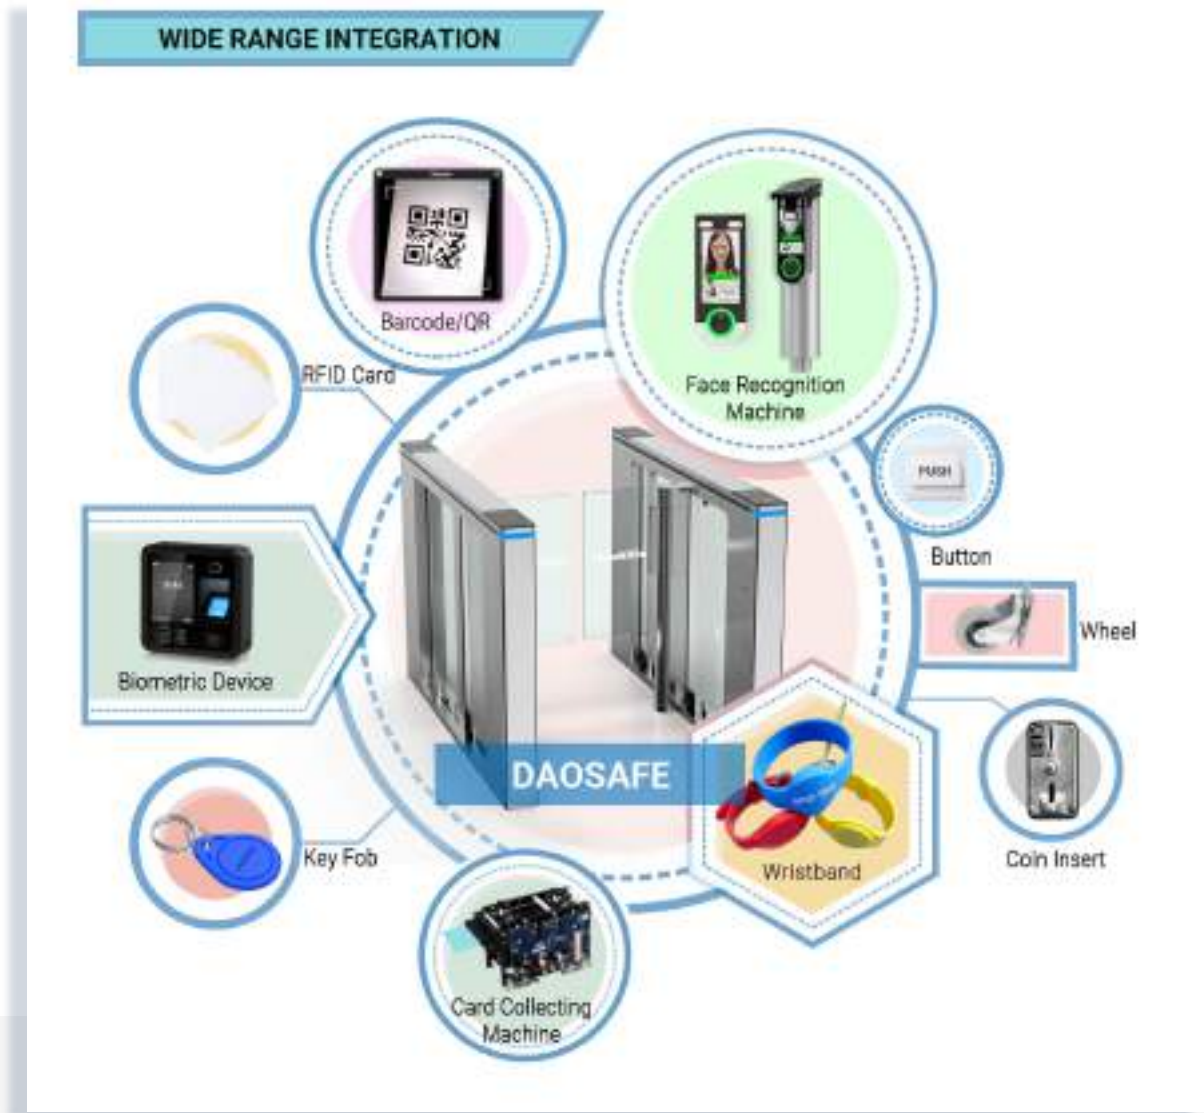 WIDE RANGE INTEGRATION
Barcode/QR
Face Recognition
Machine
RFID Card
PUSH
Button
Biometric Device
Wheel
DAOSAFE
Wristband
Key Fob
Coin Insert
Card Collecting
Machine